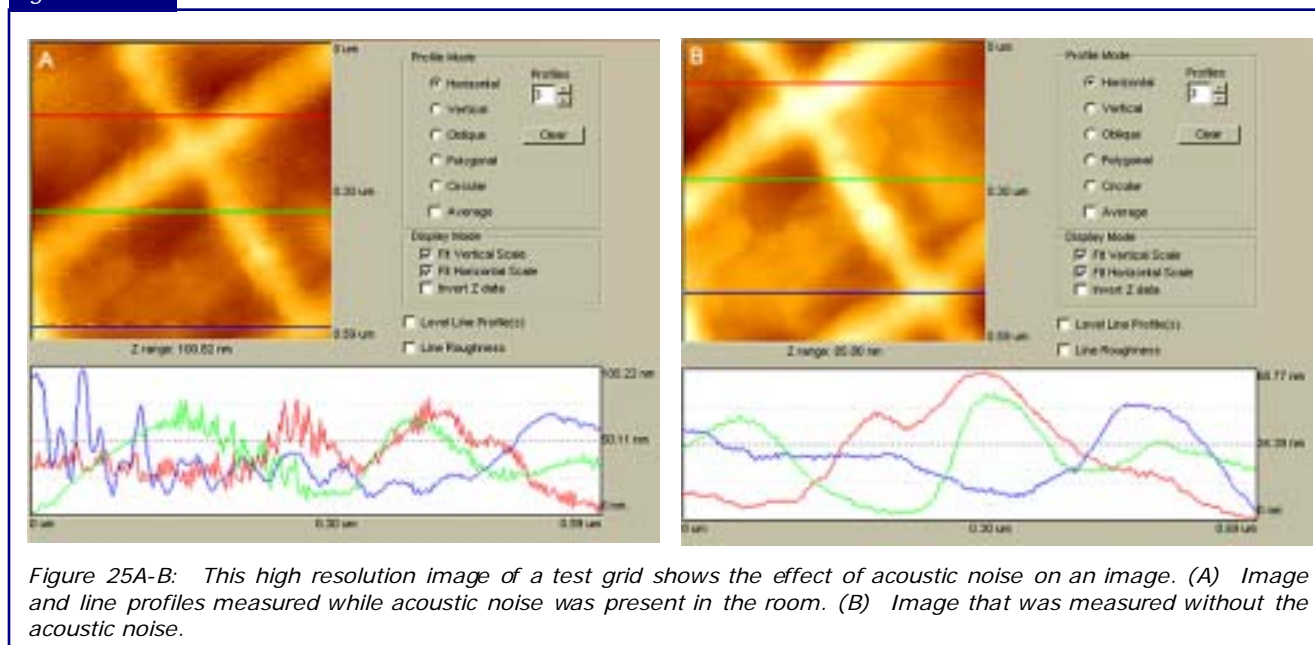 A
0 um
Profile Mode
Horizontal
Vertical
Oblique
Polygonal
Circular
Average
Profiles
3
Clear
0.30 um
Display Mode
Fit Vertical Scale
Fit Horizontal Scale
Invert Z data
Level Line Profile(s)
Line Roughness
0.59 um
Z range: 100.82 nm
50.11 nm
0 nm
0 um
0.30 um
0.59 um
B
0 um
Profile Mode
Horizontal
Vertical
Oblique
Polygonal
Circular
Average
Profiles
3
Clear
0.30 um
Display Mode
Fit Vertical Scale
Fit Horizontal Scale
Invert Z data
Level Line Profile(s)
Line Roughness
0.59 um
Z range: nm
nm
0 nm
0 um
0.30 um
0.59 um
Figure 25A-B: This high resolution image of a test grid shows the effect of acoustic noise on an image. (A) Image
and line profiles measured while acoustic noise was present in the room. (B) Image that was measured without the
acoustic noise.